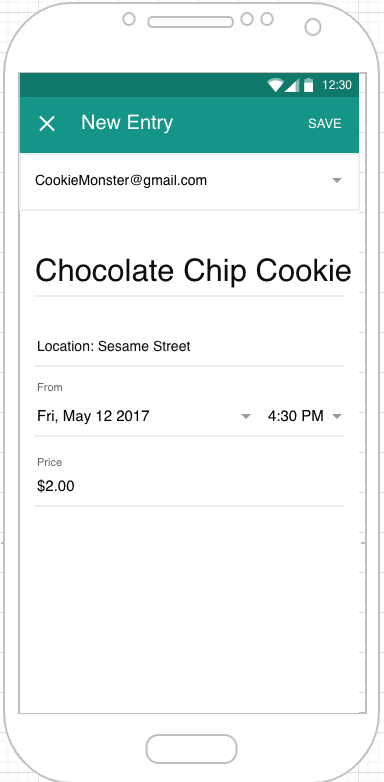 12:30
New Entry SAVE
CookieMonster@gmail.com
Chocolate Chip Cookie
Location: Sesame Street
From
Fri, May 12 2017 4:30 PM
Price
$2.00